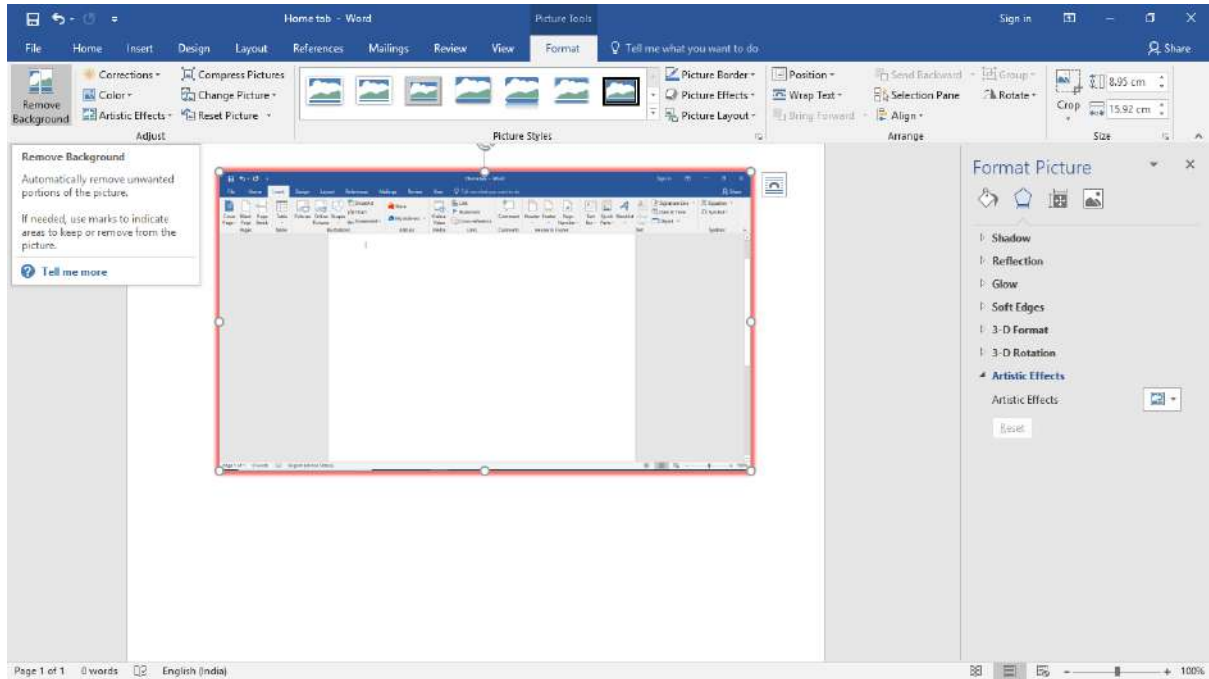 Home tab - Word
Picture Tools
Sign in
File Home Insert Design Layout References Mailings Review View Format Tell me what you want to do Share
Remove Background
Corrections
Color
Artistic Effects
Compress Pictures
Change Picture
Reset Picture
Adjust
Picture Styles
Picture Border
Picture Effects
Picture Layout
Position
Wrap Text
Bring Forward
Send Backward
Selection Pane
Align
Group
Rotate
Arrange
Crop
8.95 cm
15.92 cm
Size
Remove Background
Automatically remove unwanted
portions of the picture.
If needed, use marks to indicate
areas to keep or remove from the
picture.
Tell me more
Format Picture
Shadow
Reflection
Glow
Soft Edges
3-D Format
3-D Rotation
Artistic Effects
Artistic Effects
Reset
Page 1 of 1 0 words English (India)
100%